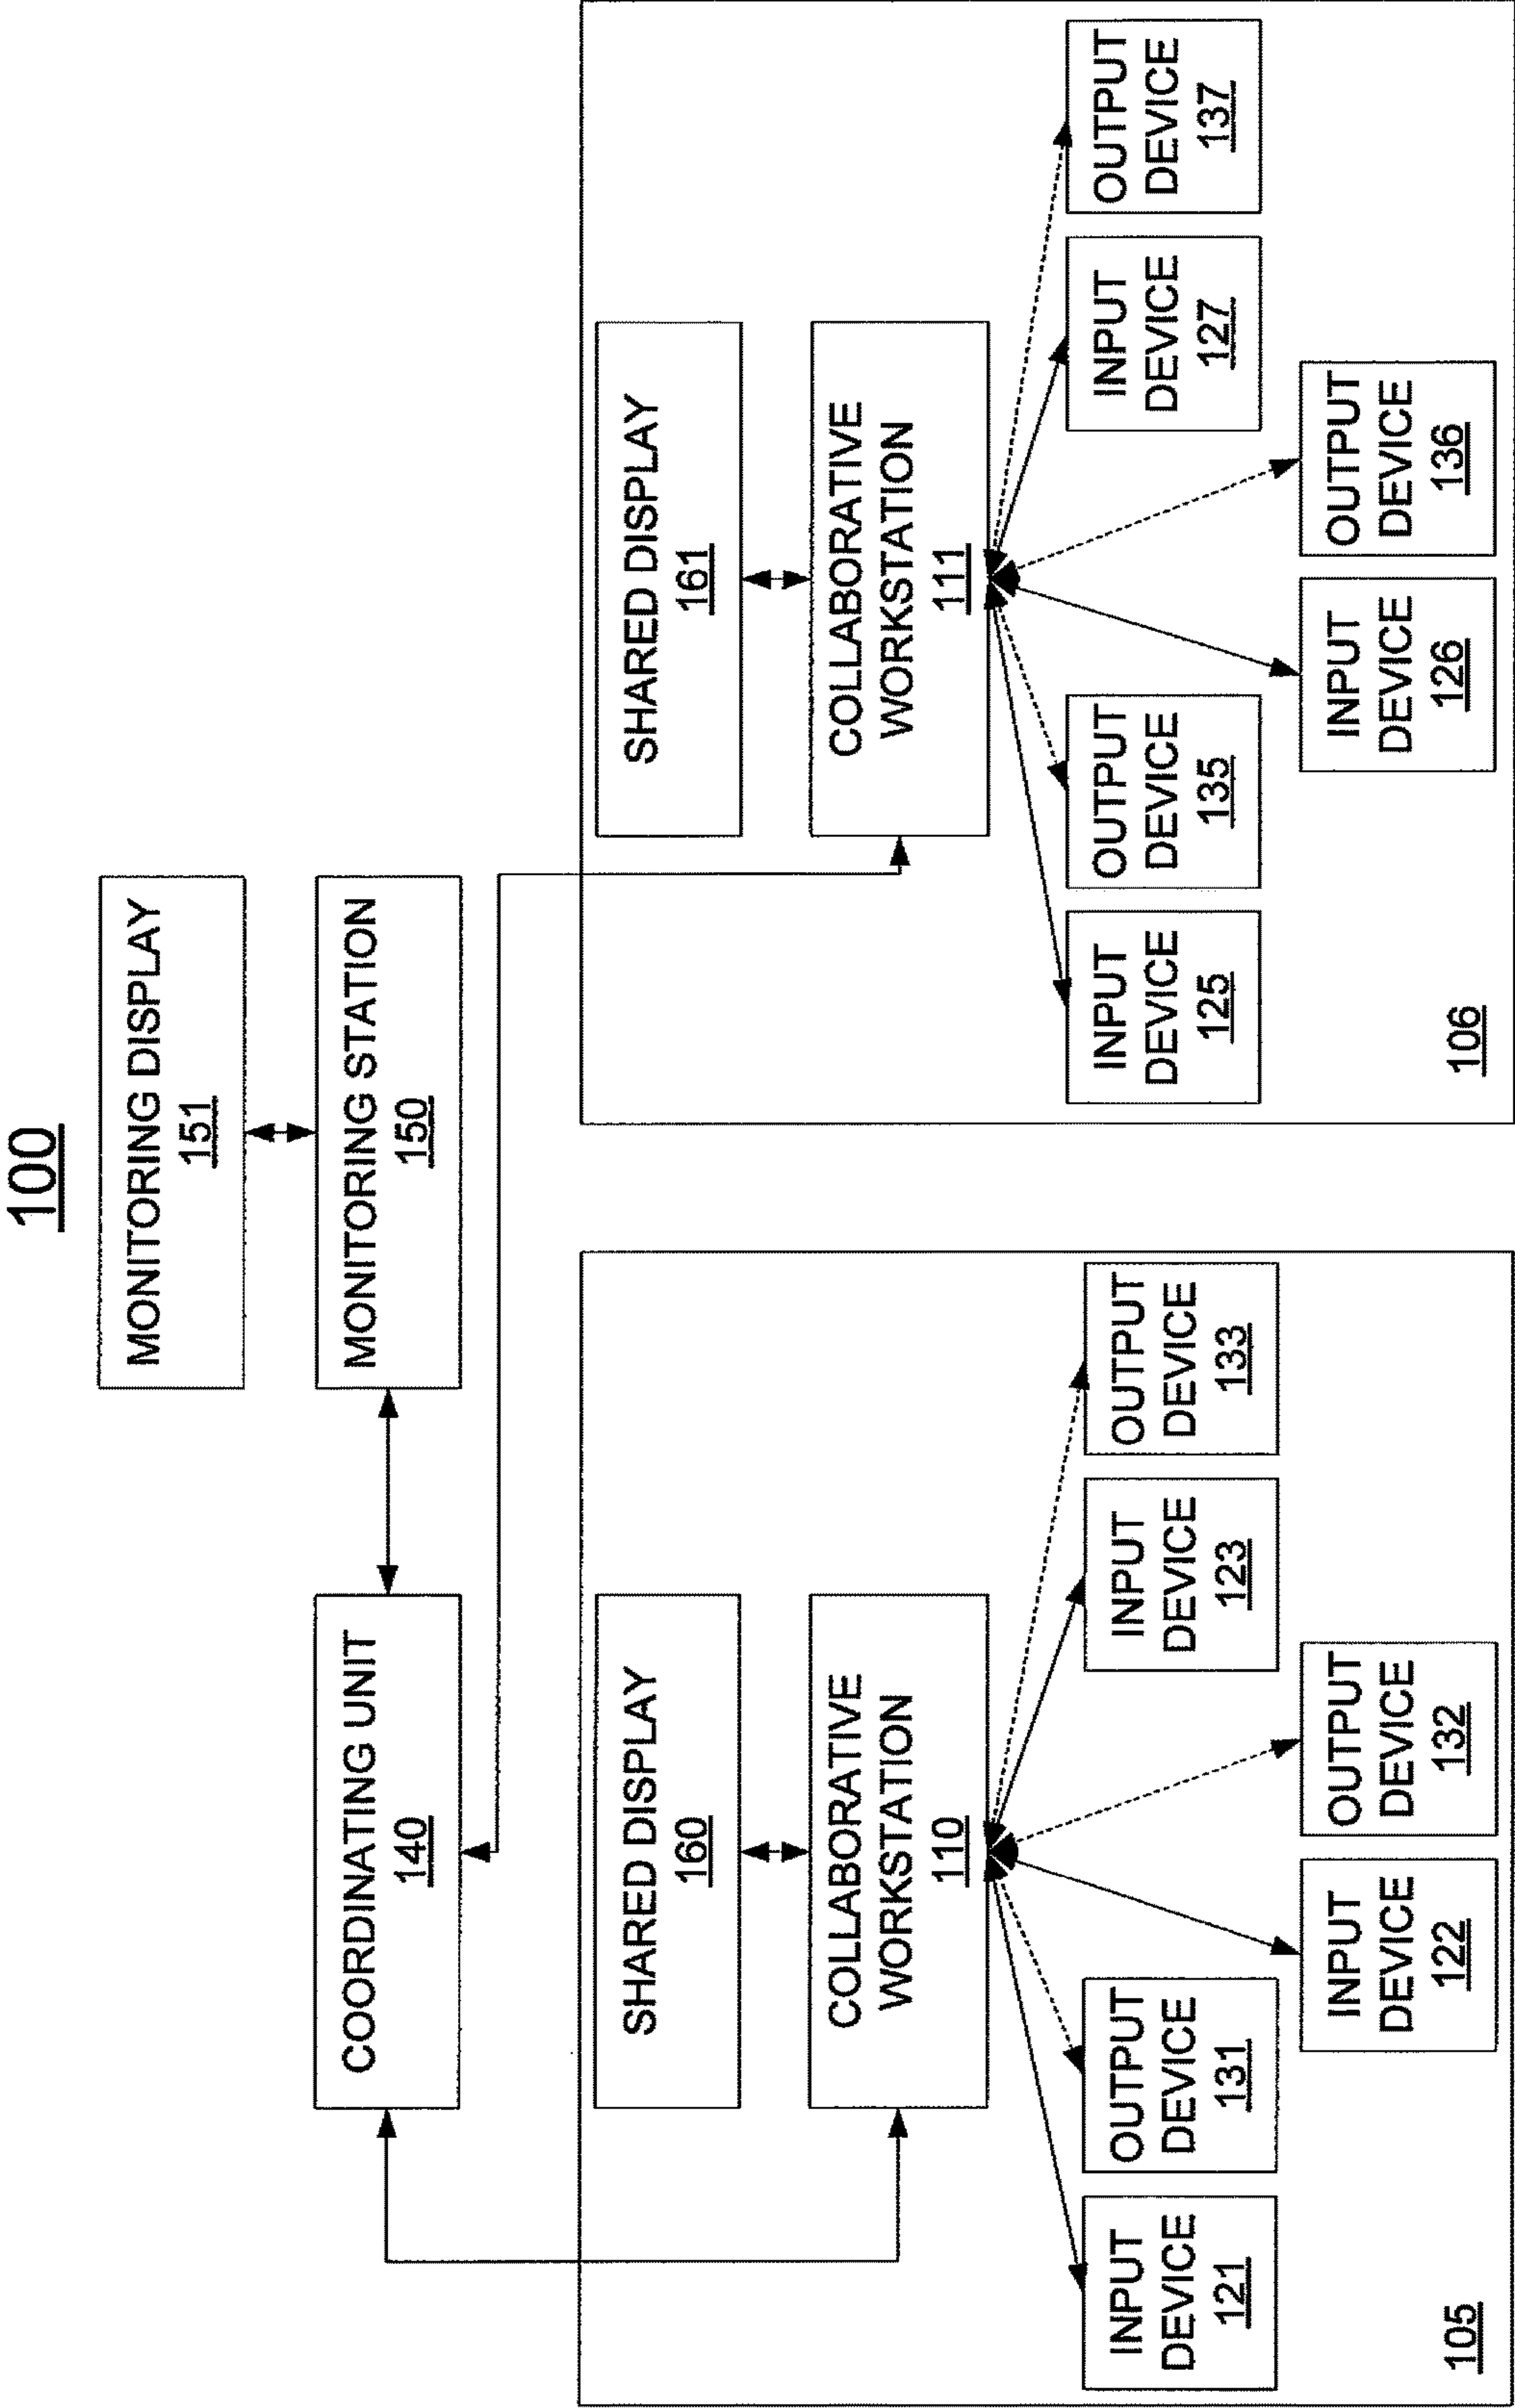 100
MONITORING DISPLAY
151
COORDINATING UNIT
140
MONITORING STATION
150
SHARED DISPLAY
160
COLLABORATIVE
WORKSTATION
110
INPUT
DEVICE
121
OUTPUT
DEVICE
131
INPUT
DEVICE
122
OUTPUT
DEVICE
132
INPUT
DEVICE
123
OUTPUT
DEVICE
133
105
SHARED DISPLAY
161
COLLABORATIVE
WORKSTATION
111
INPUT
DEVICE
125
OUTPUT
DEVICE
135
INPUT
DEVICE
126
OUTPUT
DEVICE
136
INPUT
DEVICE
127
OUTPUT
DEVICE
137
106